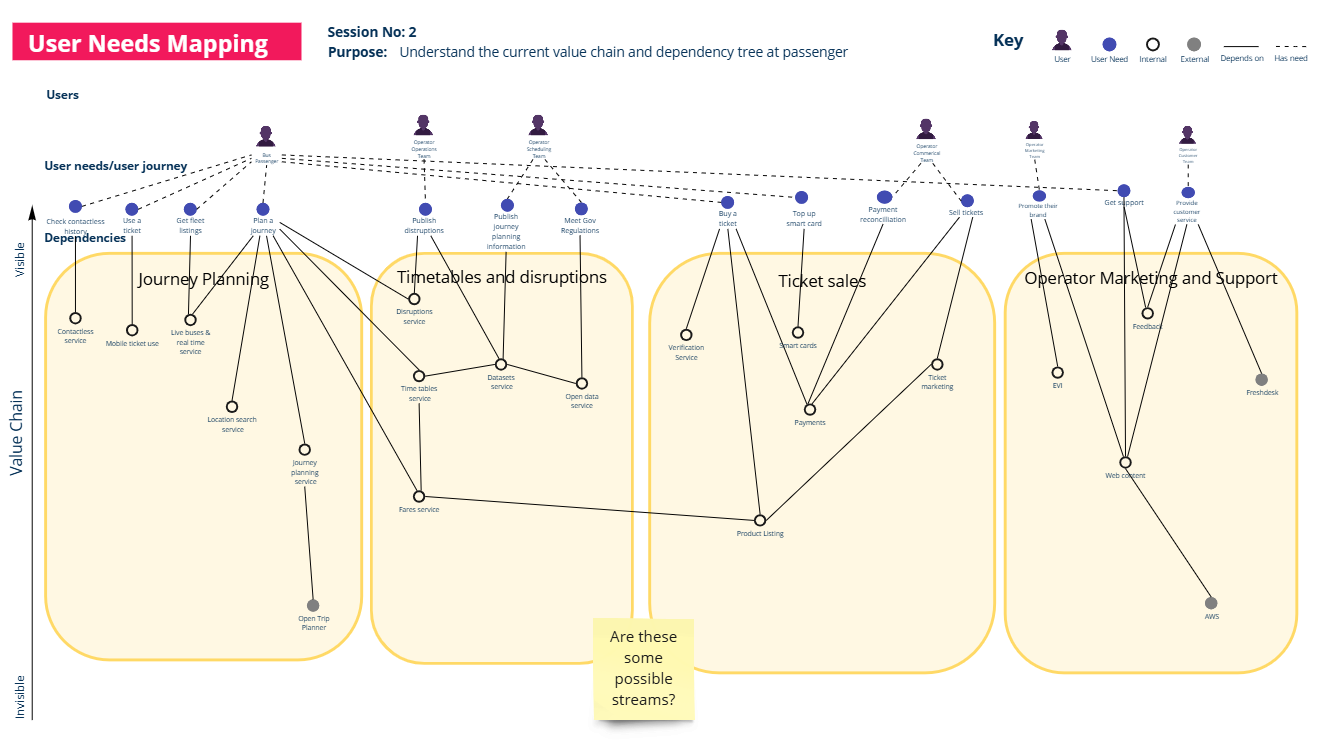 User Needs Mapping
Session No: 2
Purpose: Understand the current value chain and dependency tree at passenger
Key
User
User Need
Internal
External
Depends on
Has need
Users
Bus
Passenger
Operator
Operations
Team
Operator
Scheduling
Team
Operator
Commerical
Team
Operator
Marketing
Team
Operator
Customer
Team
User needs/user journey
Check contactless
history
Use a
ticket
Get fleet
listings
Plan a
journey
Publish
distruptions
Publish
journey
planning
information
Meet Gov
Regulations
Buy a
ticket
Top up
smart card
Payment
reconciliation
Sell tickets
Promote their
brand
Get support
Provide
customer
service
Dependencies
Visible
Value Chain
Invisible
Journey Planning
Contactless
service
Mobile ticket use
Live buses &
real time
service
Location search
service
Journey
planning
service
Open Trip
Planner
Timetables and disruptions
Disruptions
service
Time tables
service
Datasets
service
Open data
service
Fares service
Ticket sales
Verification
Service
Smart cards
Ticket
marketing
Payments
Product Listing
Operator Marketing and Support
Feedback
EVI
Freshdesk
Web content
AWS
Are these
some
possible
streams?